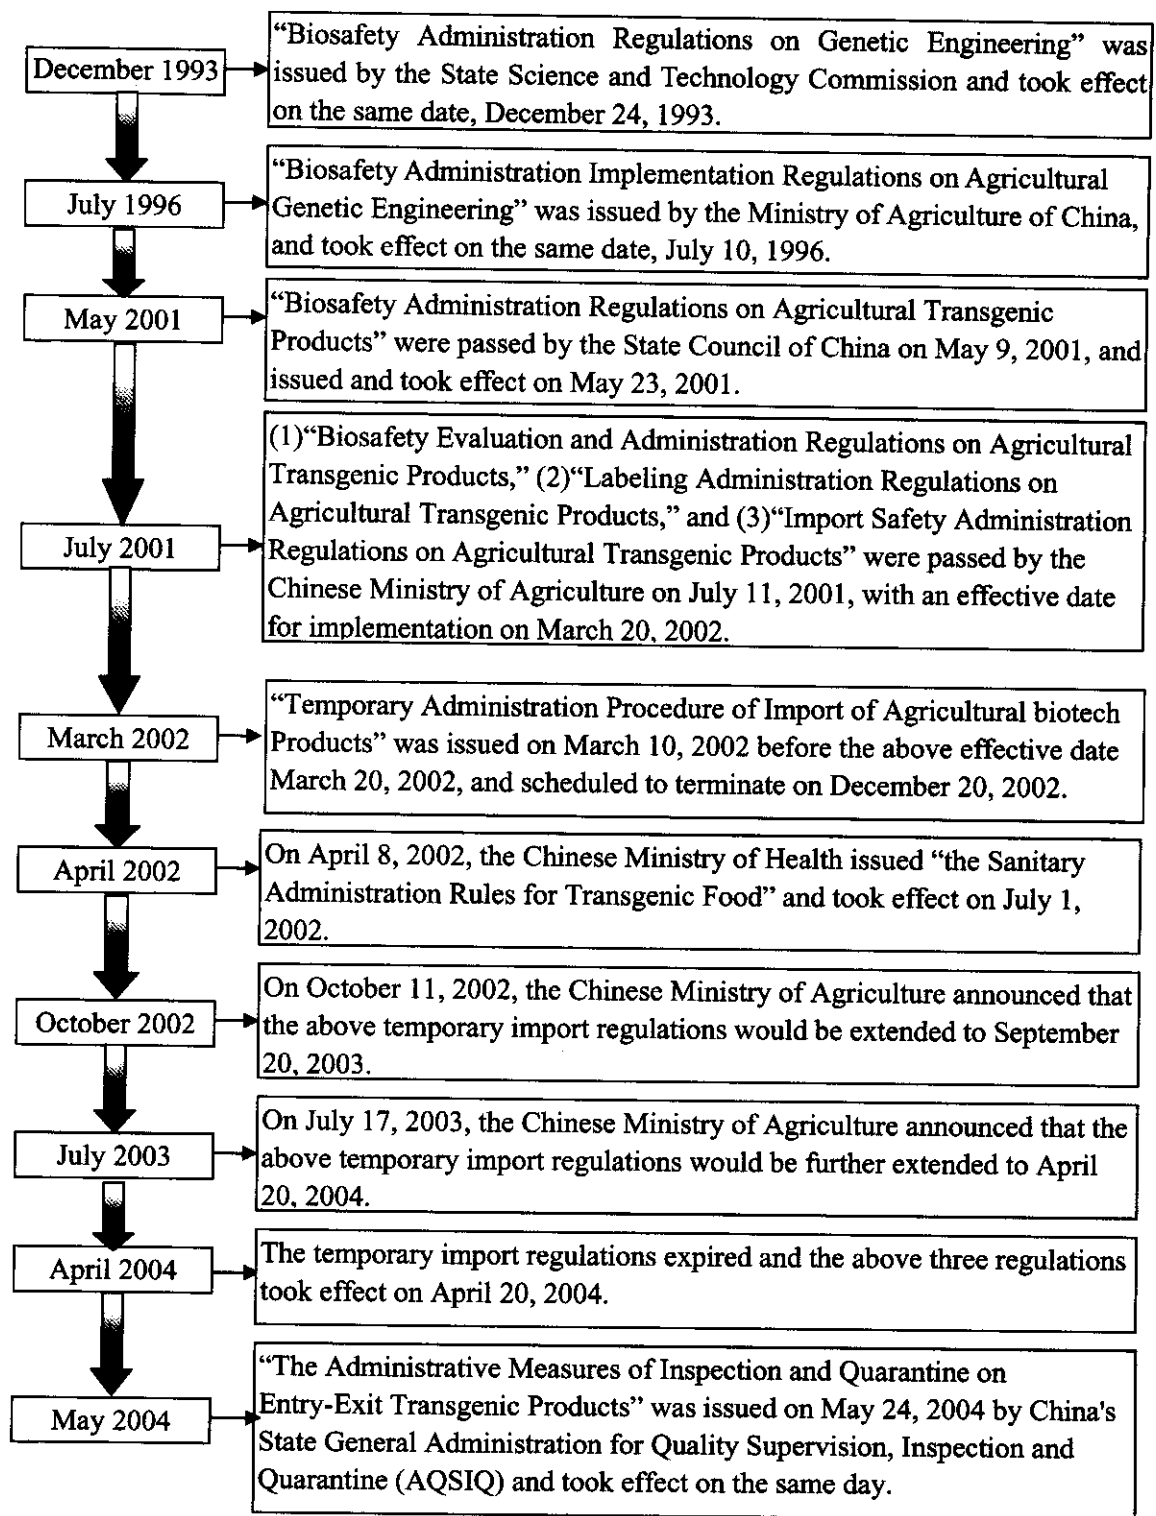 December 1993
“Biosafety Administration Regulations on Genetic Engineering” was
issued by the State Science and Technology Commission and took effect
on the same date, December 24, 1993.
July 1996
“Biosafety Administration Implementation Regulations on Agricultural
Genetic Engineering” was issued by the Ministry of Agriculture of China,
and took effect on the same date, July 10, 1996.
May 2001
“Biosafety Administration Regulations on Agricultural Transgenic
Products” were passed by the State Council of China on May 9, 2001, and
issued and took effect on May 23, 2001.
July 2001
(1)“Biosafety Evaluation and Administration Regulations on Agricultural
Transgenic Products,” (2)“Labeling Administration Regulations on
Agricultural Transgenic Products,” and (3)“Import Safety Administration
Regulations on Agricultural Transgenic Products” were passed by the
Chinese Ministry of Agriculture on July 11, 2001, with an effective date
for implementation on March 20, 2002.
March 2002
“Temporary Administration Procedure of Import of Agricultural biotech
Products” was issued on March 10, 2002 before the above effective date
March 20, 2002, and scheduled to terminate on December 20, 2002.
April 2002
On April 8, 2002, the Chinese Ministry of Health issued “the Sanitary
Administration Rules for Transgenic Food” and took effect on July 1,
2002.
October 2002
On October 11, 2002, the Chinese Ministry of Agriculture announced that
the above temporary import regulations would be extended to September
20, 2003.
July 2003
On July 17, 2003, the Chinese Ministry of Agriculture announced that the
above temporary import regulations would be further extended to April
20, 2004.
April 2004
The temporary import regulations expired and the above three regulations
took effect on April 20, 2004.
May 2004
“The Administrative Measures of Inspection and Quarantine on
Entry-Exit Transgenic Products” was issued on May 24, 2004 by China's
State General Administration for Quality Supervision, Inspection and
Quarantine (AQSIQ) and took effect on the same day.